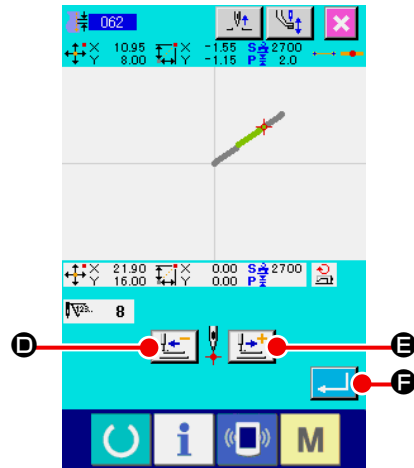 062
X 10.95 X -1.55 S 2700
Y 8.00 Y -1.15 P 2.0
X 21.90 X 0.00 S 2700
Y 16.00 Y 0.00 P
123.. 8
D E
F
i M